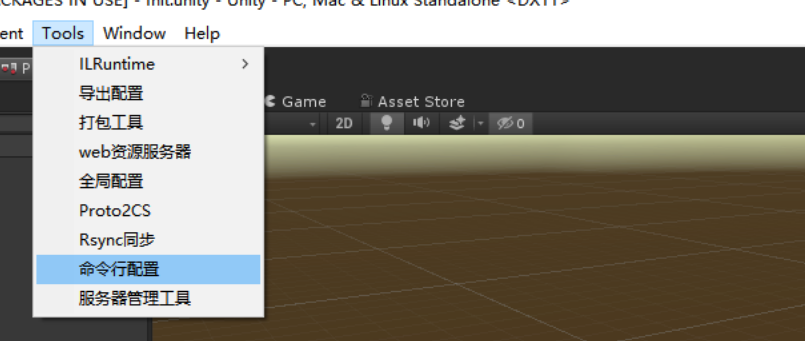 CKAGES IN USE] - Init.unity - Unity - PC, Mac & Linux Standalone <DX11>
ent Tools Window Help
P
ILRuntime
导出配置
Game Asset Store
打包工具
2D 0
web资源服务器
全局配置
Proto2CS
Rsync同步
命令行配置
服务器管理工具